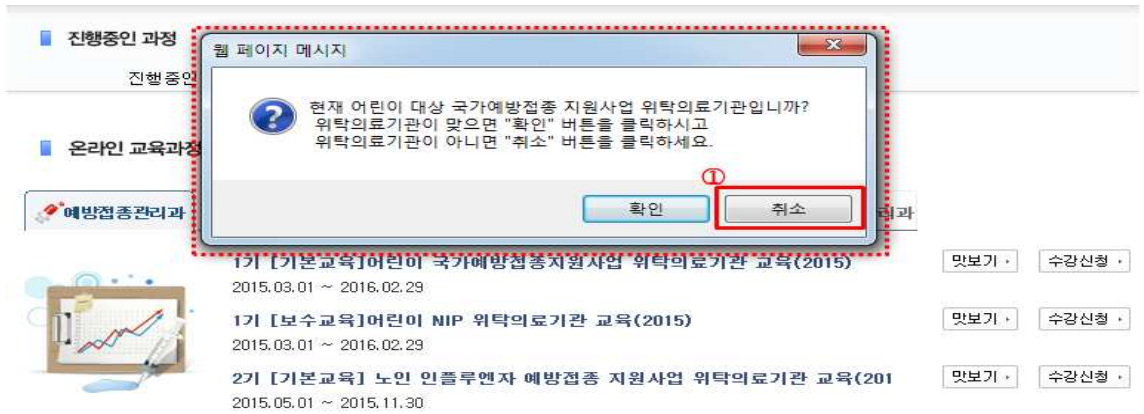 진행중인 과정
웹 페이지 메시지
진행중인
현재 어린이 대상 국가예방접종 지원사업 위탁의료기관입니까?
위탁의료기관이 맞으면 "확인" 버튼을 클릭하시고
위탁의료기관이 아니면 "취소" 버튼을 클릭하세요.
온라인 교육과정
①
확인
취소
예방접종관리과
리과
1기 [기본교육]어린이 국가예방접종지원사업 위탁의료기관 교육(2015)
맛보기
수강신청
2015.03.01 ~ 2016.02.29
1기 [보수교육]어린이 NIP 위탁의료기관 교육(2015)
맛보기
수강신청
2015.03.01 ~ 2016.02.29
2기 [기본교육] 노인 인플루엔자 예방접종 지원사업 위탁의료기관 교육(201
맛보기
수강신청
2015.05.01 ~ 2015.11.30